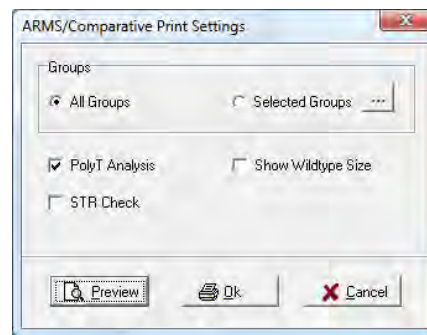 ARMS/Comparative Print Settings
Groups
All Groups Selected Groups ...
PolyT Analysis Show Wildtype Size
STR Check
Preview Ok Cancel